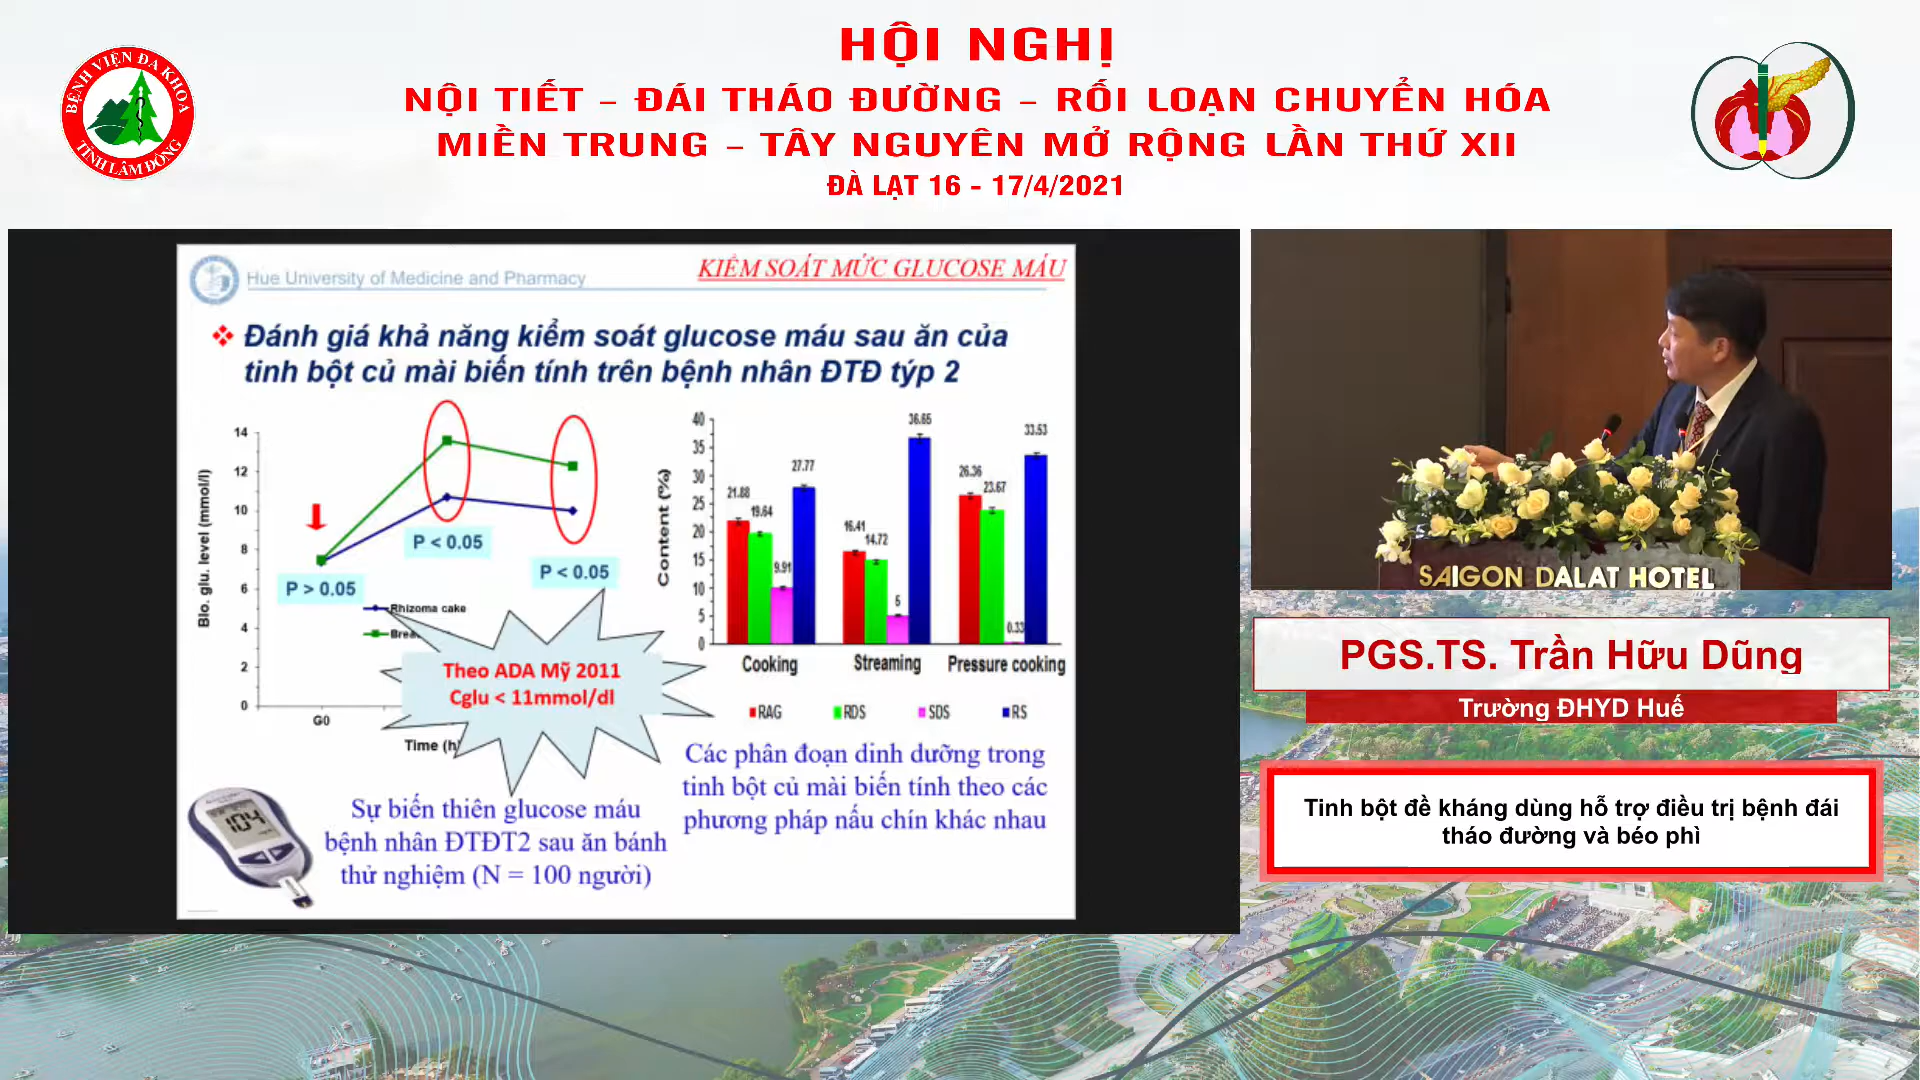 HỘI NGHỊ
NỘI TIẾT – ĐÁI THÁO ĐƯỜNG – RỐI LOẠN CHUYỂN HÓA
MIỀN TRUNG – TÂY NGUYÊN MỞ RỘNG LẦN THỨ XII
ĐÀ LẠT 16 - 17/4/2021
BỆNH VIỆN ĐA KHOA
TỈNH LÂM ĐỒNG
Hue University of Medicine and Pharmacy
KIỂM SOÁT MỨC GLUCOSE MÁU
Đánh giá khả năng kiểm soát glucose máu sau ăn của
tinh bột củ mài biến tính trên bệnh nhân ĐTĐ týp 2
Blo. glu. level (mmol/l)
14
12
10
8
6
4
2
0
P > 0.05
P < 0.05
P < 0.05
Rhizoma cake
G0
Time (h)
Theo ADA Mỹ 2011
Cglu < 11mmol/dl
104
Sự biến thiên glucose máu
bệnh nhân ĐTĐT2 sau ăn bánh
thử nghiệm (N = 100 người)
Content (%)
40
35
30
25
20
15
10
5
0
21.88
19.64
9.91
27.77
16.41
14.72
5
36.65
26.36
23.67
0.33
33.53
Cooking
Streaming
Pressure cooking
RAG
RDS
SDS
RS
Các phân đoạn dinh dưỡng trong
tinh bột củ mài biến tính theo các
phương pháp nấu chín khác nhau
SAIGON DALAT HOTEL
PGS.TS. Trần Hữu Dũng
Trường ĐHYD Huế
Tinh bột đề kháng dùng hỗ trợ điều trị bệnh đái
tháo đường và béo phì